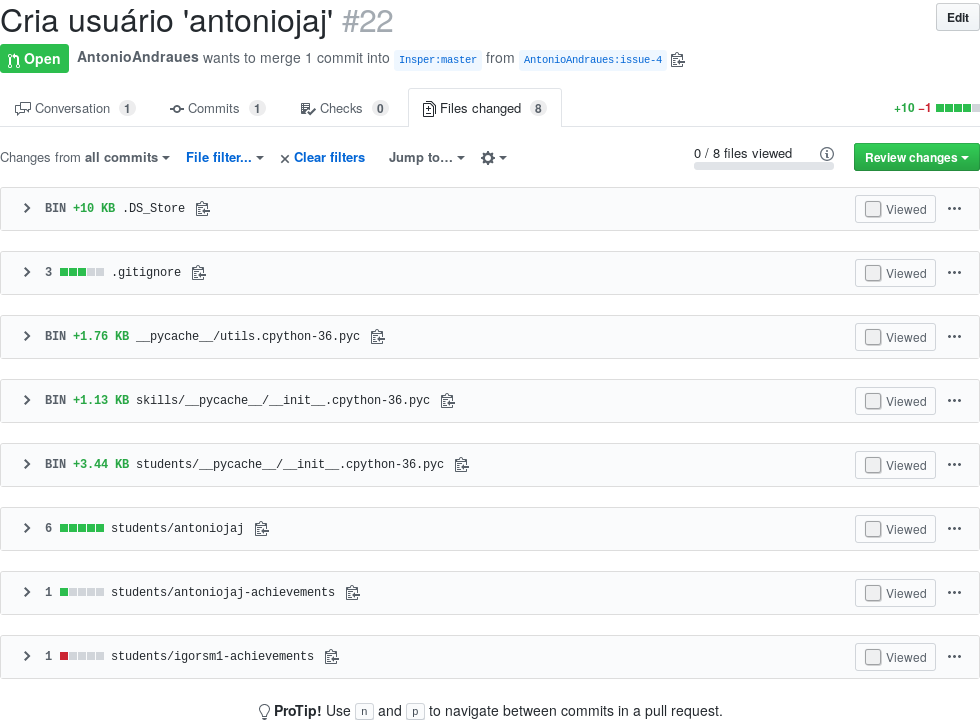 Cria usuário 'antoniojaj' #22 Edit
Open AntonioAndraues wants to merge 1 commit into Insper:master from AntonioAndraues:issue-4
Conversation 1 Commits 1 Checks 0 Files changed 8 +10 −1
Changes from all commits File filter... × Clear filters Jump to... 0 / 8 files viewed Review changes
BIN +10 KB .DS_Store Viewed ...
3 .gitignore Viewed ...
BIN +1.76 KB __pycache__/utils.cpython-36.pyc Viewed ...
BIN +1.13 KB skills/__pycache__/__init__.cpython-36.pyc Viewed ...
BIN +3.44 KB students/__pycache__/__init__.cpython-36.pyc Viewed ...
6 students/antoniojaj Viewed ...
1 students/antoniojaj-achievements Viewed ...
1 students/igorsm1-achievements Viewed ...
ProTip! Use n and p to navigate between commits in a pull request.